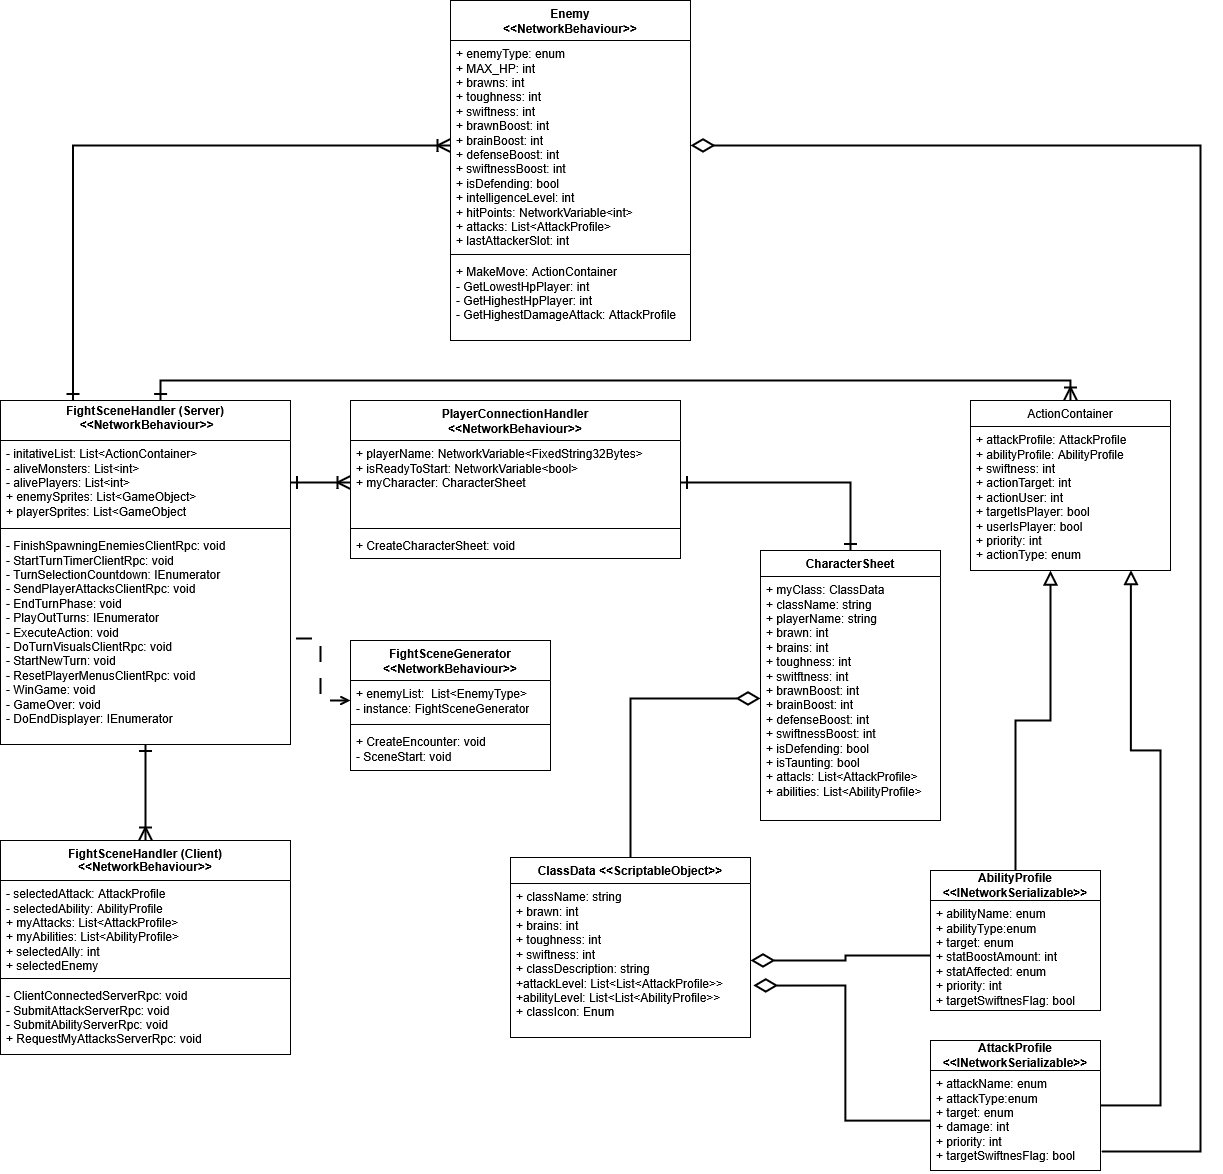 Enemy
<<NetworkBehaviour>>
+ enemyType: enum
+ MAX_HP: int
+ brawns: int
+ toughness: int
+ swiftness: int
+ brawnBoost: int
+ brainBoost: int
+ defenseBoost: int
+ swiftnessBoost: int
+ isDefending: bool
+ intelligenceLevel: int
+ hitPoints: NetworkVariable<int>
+ attacks: List<AttackProfile>
+ lastAttackerSlot: int
+ MakeMove: ActionContainer
- GetLowestHpPlayer: int
- GetHighestHpPlayer: int
- GetHighestDamageAttack: AttackProfile
FightSceneHandler (Server)
<<NetworkBehaviour>>
- initativeList: List<ActionContainer>
- aliveMonsters: List<int>
- alivePlayers: List<int>
+ enemySprites: List<GameObject>
+ playerSprites: List<GameObject
- FinishSpawningEnemiesClientRpc: void
- StartTurnTimerClientRpc: void
- TurnSelectionCountdown: IEnumerator
- SendPlayerAttacksClientRpc: void
- EndTurnPhase: void
- PlayOutTurns: IEnumerator
- ExecuteAction: void
- DoTurnVisualsClientRpc: void
- StartNewTurn: void
- ResetPlayerMenusClientRpc: void
- WinGame: void
- GameOver: void
- DoEndDisplayer: IEnumerator
PlayerConnectionHandler
<<NetworkBehaviour>>
+ playerName: NetworkVariable<FixedString32Bytes>
+ isReadyToStart: NetworkVariable<bool>
+ myCharacter: CharacterSheet
+ CreateCharacterSheet: void
ActionContainer
+ attackProfile: AttackProfile
+ abilityProfile: AbilityProfile
+ swiftness: int
+ actionTarget: int
+ actionUser: int
+ targetIsPlayer: bool
+ userIsPlayer: bool
+ priority: int
+ actionType: enum
CharacterSheet
+ myClass: ClassData
+ className: string
+ playerName: string
+ brawn: int
+ brains: int
+ toughness: int
+ swiftness: int
+ brawnBoost: int
+ brainBoost: int
+ defenseBoost: int
+ swiftnessBoost: int
+ isDefending: bool
+ isTaunting: bool
+ attacls: List<AttackProfile>
+ abilities: List<AbilityProfile>
FightSceneGenerator
<<NetworkBehaviour>>
+ enemyList:  List<EnemyType>
- instance: FightSceneGenerator
+ CreateEncounter: void
- SceneStart: void
FightSceneHandler (Client)
<<NetworkBehaviour>>
- selectedAttack: AttackProfile
- selectedAbility: AbilityProfile
+ myAttacks: List<AttackProfile>
+ myAbilities: List<AbilityProfile>
+ selectedAlly: int
+ selectedEnemy
- ClientConnectedServerRpc: void
- SubmitAttackServerRpc: void
- SubmitAbilityServerRpc: void
+ RequestMyAttacksServerRpc: void
ClassData <<ScriptableObject>>
+ className: string
+ brawn: int
+ brains: int
+ toughness: int
+ swiftness: int
+ classDescription: string
+attackLevel: List<List<AttackProfile>>
+abilityLevel: List<List<AbilityProfile>>
+ classIcon: Enum
AbilityProfile
<<INetworkSerializable>>
+ abilityName: enum
+ abilityType:enum
+ target: enum
+ statBoostAmount: int
+ statAffected: enum
+ priority: int
+ targetSwiftnesFlag: bool
AttackProfile
<<INetworkSerializable>>
+ attackName: enum
+ attackType:enum
+ target: enum
+ damage: int
+ priority: int
+ targetSwiftnesFlag: bool